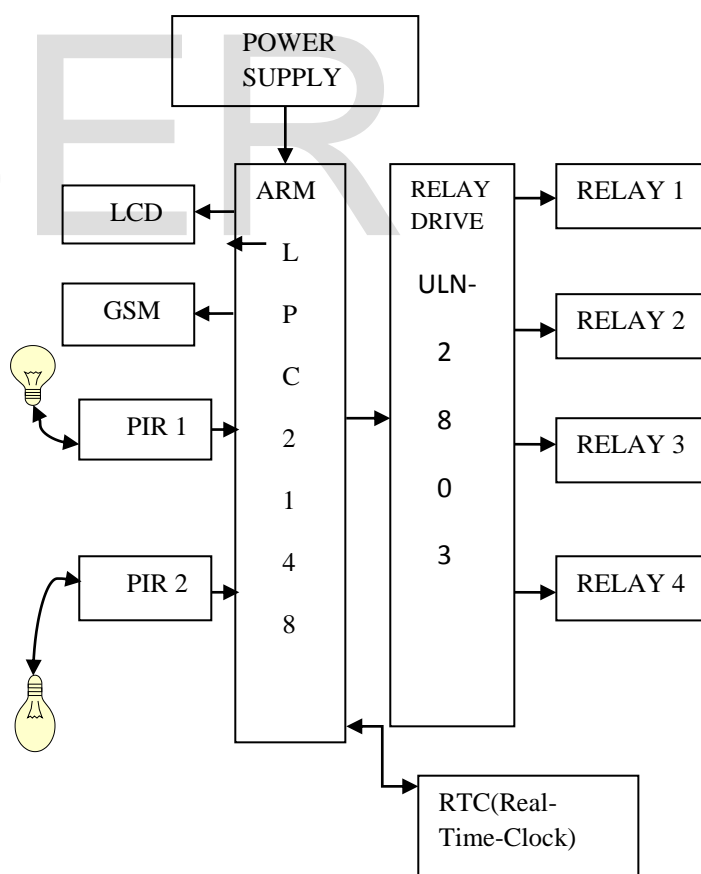 ER
POWER
SUPPLY
ARM
L
P
C
2
1
4
8
LCD
GSM
PIR 1
PIR 2
RELAY
DRIVE
ULN-
2
8
0
3
RELAY 1
RELAY 2
RELAY 3
RELAY 4
RTC(Real-
Time-Clock)